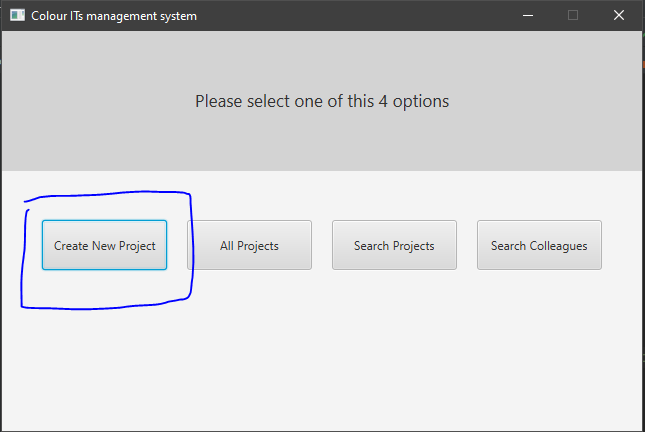 Colour ITs management system
Please select one of this 4 options
Create New Project All Projects Search Projects Search Colleagues